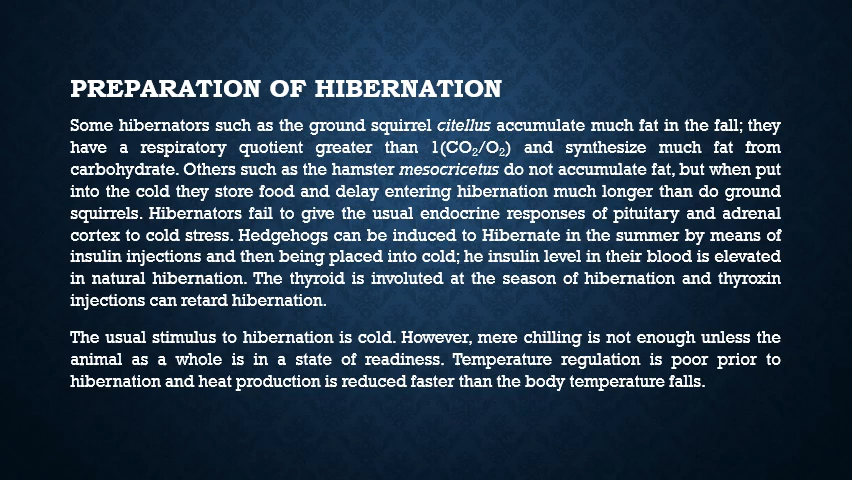 PREPARATION OF HIBERNATION
Some hibernators such as the ground squirrel citellus accumulate much fat in the fall; they
have a respiratory quotient greater than 1(CO₂/O₂) and synthesize much fat from
carbohydrate. Others such as the hamster mesocricetus do not accumulate fat, but when put
into the cold they store food and delay entering hibernation much longer than do ground
squirrels. Hibernators fail to give the usual endocrine responses of pituitary and adrenal
cortex to cold stress. Hedgehogs can be induced to Hibernate in the summer by means of
insulin injections and then being placed into cold; he insulin level in their blood is elevated
in natural hibernation. The thyroid is involuted at the season of hibernation and thyroxin
injections can retard hibernation.
The usual stimulus to hibernation is cold. However, mere chilling is not enough unless the
animal as a whole is in a state of readiness. Temperature regulation is poor prior to
hibernation and heat production is reduced faster than the body temperature falls.